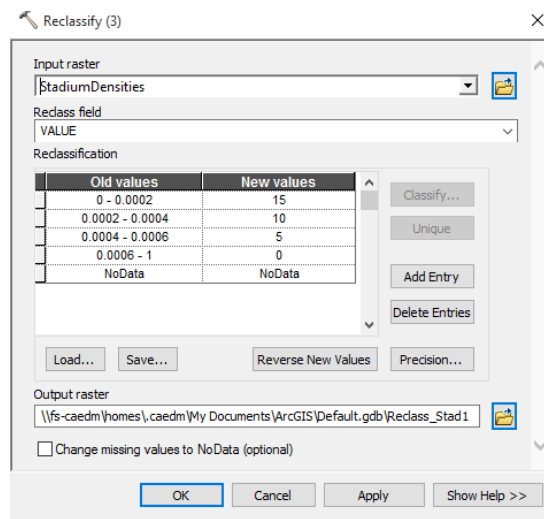 Reclassify (3)
Input raster
StadiumDensities
Reclass field
VALUE
Reclassification
Old values New values
0 - 0.0002 15
0.0002 - 0.0004 10
0.0004 - 0.0006 5
0.0006 - 1 0
NoData NoData
Classify...
Unique
Add Entry
Delete Entries
Load... Save... Reverse New Values Precision...
Output raster
\\fs-caedm\homes\.caedm\My Documents\ArcGIS\Default.gdb\Reclass_Stad1
Change missing values to NoData (optional)
OK Cancel Apply Show Help >>